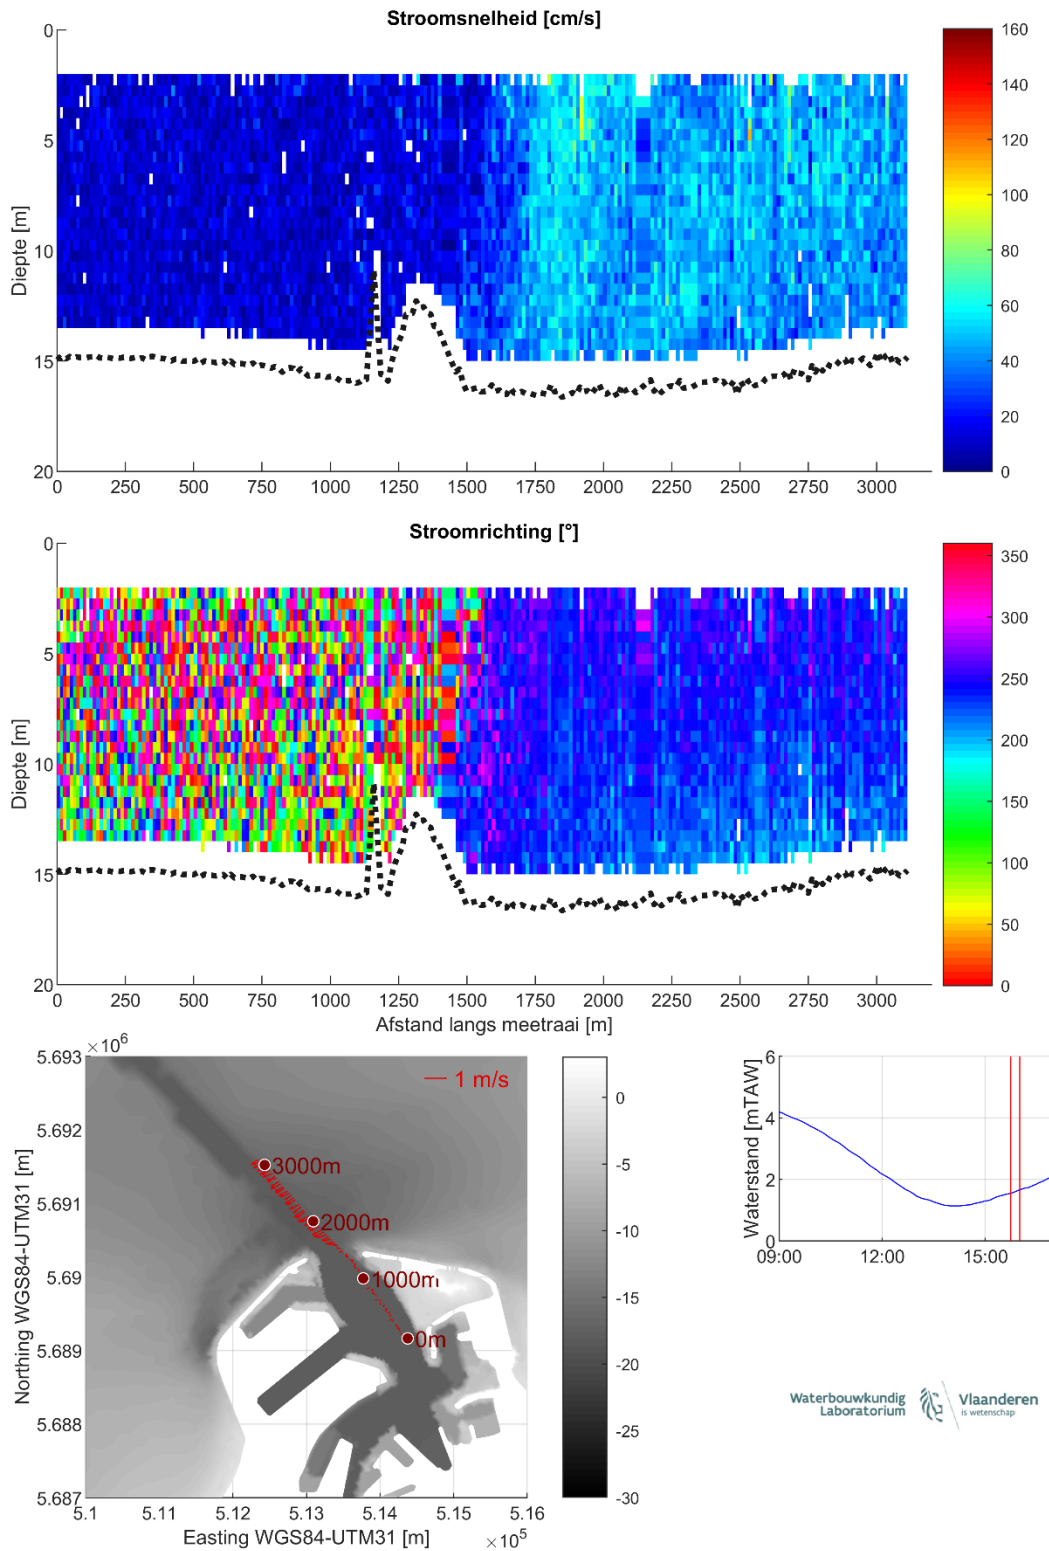 Stroomsnelheid [cm/s]
0
5
10
15
20
Diepte [m]
0 250 500 750 1000 1250 1500 1750 2000 2250 2500 2750 3000
160
140
120
100
80
60
40
20
0
Stroomrichting [°]
0
5
10
15
20
Diepte [m]
0 250 500 750 1000 1250 1500 1750 2000 2250 2500 2750 3000
Afstand langs meetraai [m]
350
300
250
200
150
100
50
0
×10⁶
5.693
5.692
5.691
5.69
5.689
5.688
5.687
Northing WGS84-UTM31 [m]
1 m/s
3000m
2000m
1000m
0m
5.1 5.12 5.13 5.14 5.15 5.16
Easting WGS84-UTM31 [m]
×10⁵
0
-5
-10
-15
-20
-25
-30
Waterstand [mTAW]
6
4
2
0
09:00 12:00 15:00
Waterbouwkundig
Laboratorium
Vlaanderen
is wetenschap